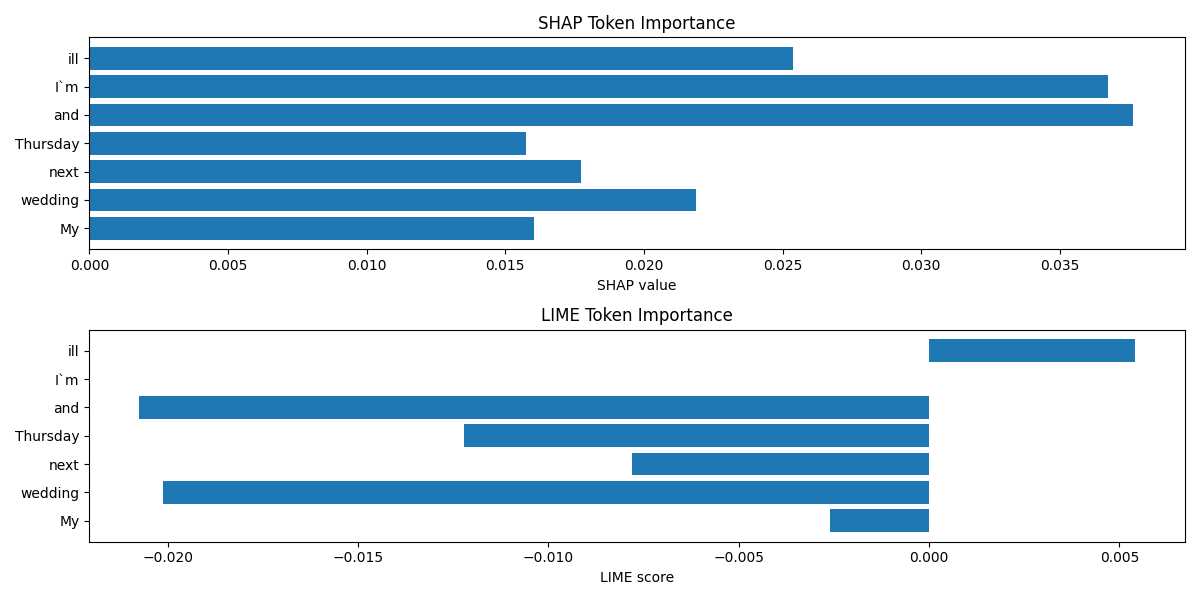 SHAP Token Importance
ill
I`m
and
Thursday
next
wedding
My
0.000 0.005 0.010 0.015 0.020 0.025 0.030 0.035
SHAP value
LIME Token Importance
ill
I`m
and
Thursday
next
wedding
My
−0.020 −0.015 −0.010 −0.005 0.000 0.005
LIME score